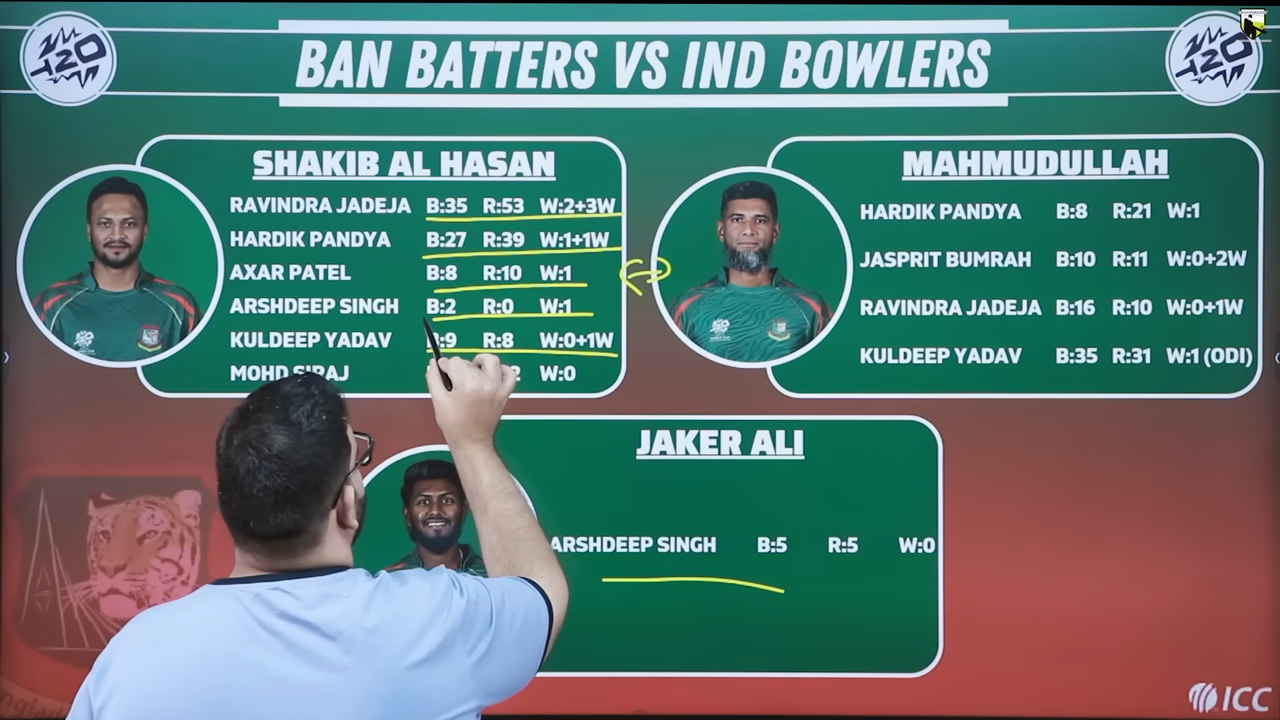 BAN BATTERS VS IND BOWLERS
SHAKIB AL HASAN
RAVINDRA JADEJA B:35 R:53 W:2+3W
HARDIK PANDYA B:27 R:39 W:1+1W
AXAR PATEL B:8 R:10 W:1
ARSHDEEP SINGH B:2 R:0 W:1
KULDEEP YADAV B:9 R:8 W:0+1W
MOHD SIRAJ W:0
MAHMUDULLAH
HARDIK PANDYA B:8 R:21 W:1
JASPRIT BUMRAH B:10 R:11 W:0+2W
RAVINDRA JADEJA B:16 R:10 W:0+1W
KULDEEP YADAV B:35 R:31 W:1 (ODI)
JAKER ALI
ARSHDEEP SINGH B:5 R:5 W:0
T20
T20
ICC